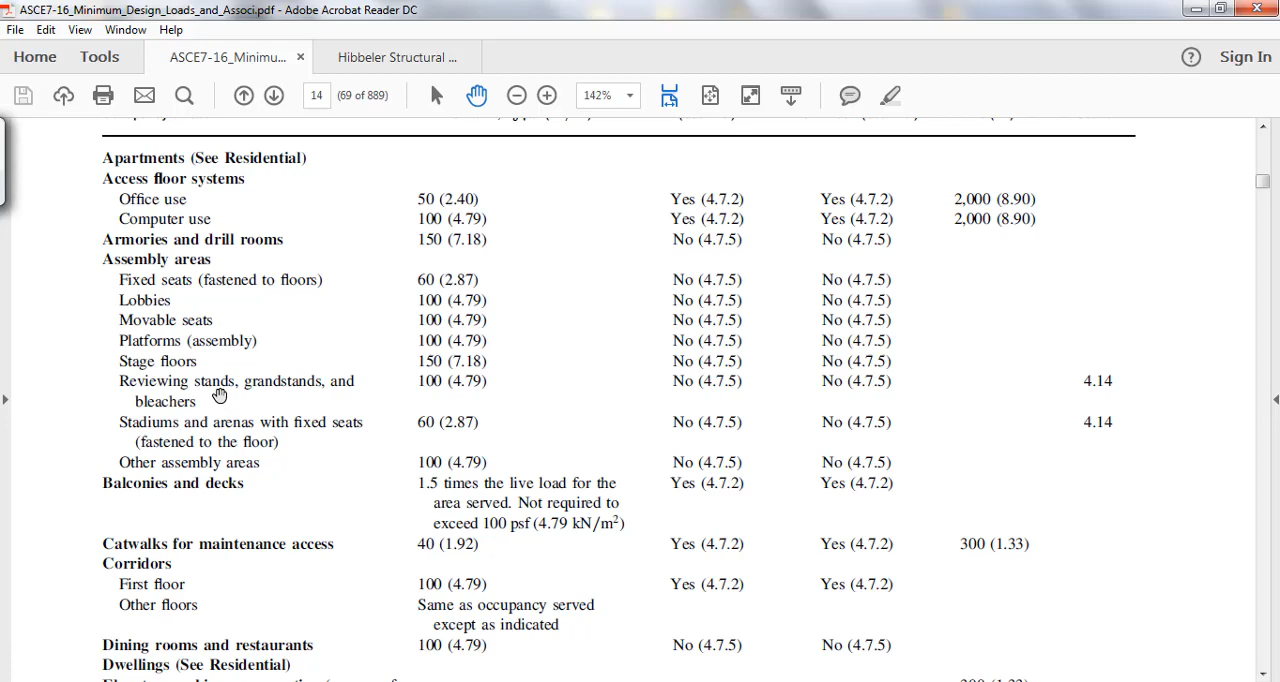 ASCE7-16_Minimum_Design_Loads_and_Associ.pdf - Adobe Acrobat Reader DC
File Edit View Window Help
Home Tools ASCE7-16_Minimu... × Hibbeler Structural ... ? Sign In
14 (69 of 889) 142%
Apartments (See Residential)
Access floor systems
Office use 50 (2.40) Yes (4.7.2) Yes (4.7.2) 2,000 (8.90)
Computer use 100 (4.79) Yes (4.7.2) Yes (4.7.2) 2,000 (8.90)
Armories and drill rooms 150 (7.18) No (4.7.5) No (4.7.5)
Assembly areas
Fixed seats (fastened to floors) 60 (2.87) No (4.7.5) No (4.7.5)
Lobbies 100 (4.79) No (4.7.5) No (4.7.5)
Movable seats 100 (4.79) No (4.7.5) No (4.7.5)
Platforms (assembly) 100 (4.79) No (4.7.5) No (4.7.5)
Stage floors 150 (7.18) No (4.7.5) No (4.7.5)
Reviewing stands, grandstands, and 100 (4.79) No (4.7.5) No (4.7.5) 4.14
bleachers
Stadiums and arenas with fixed seats 60 (2.87) No (4.7.5) No (4.7.5) 4.14
(fastened to the floor)
Other assembly areas 100 (4.79) No (4.7.5) No (4.7.5)
Balconies and decks 1.5 times the live load for the Yes (4.7.2) Yes (4.7.2)
area served. Not required to
exceed 100 psf (4.79 kN/m²)
Catwalks for maintenance access 40 (1.92) Yes (4.7.2) Yes (4.7.2) 300 (1.33)
Corridors
First floor 100 (4.79) Yes (4.7.2) Yes (4.7.2)
Other floors Same as occupancy served
except as indicated
Dining rooms and restaurants 100 (4.79) No (4.7.5) No (4.7.5)
Dwellings (See Residential)